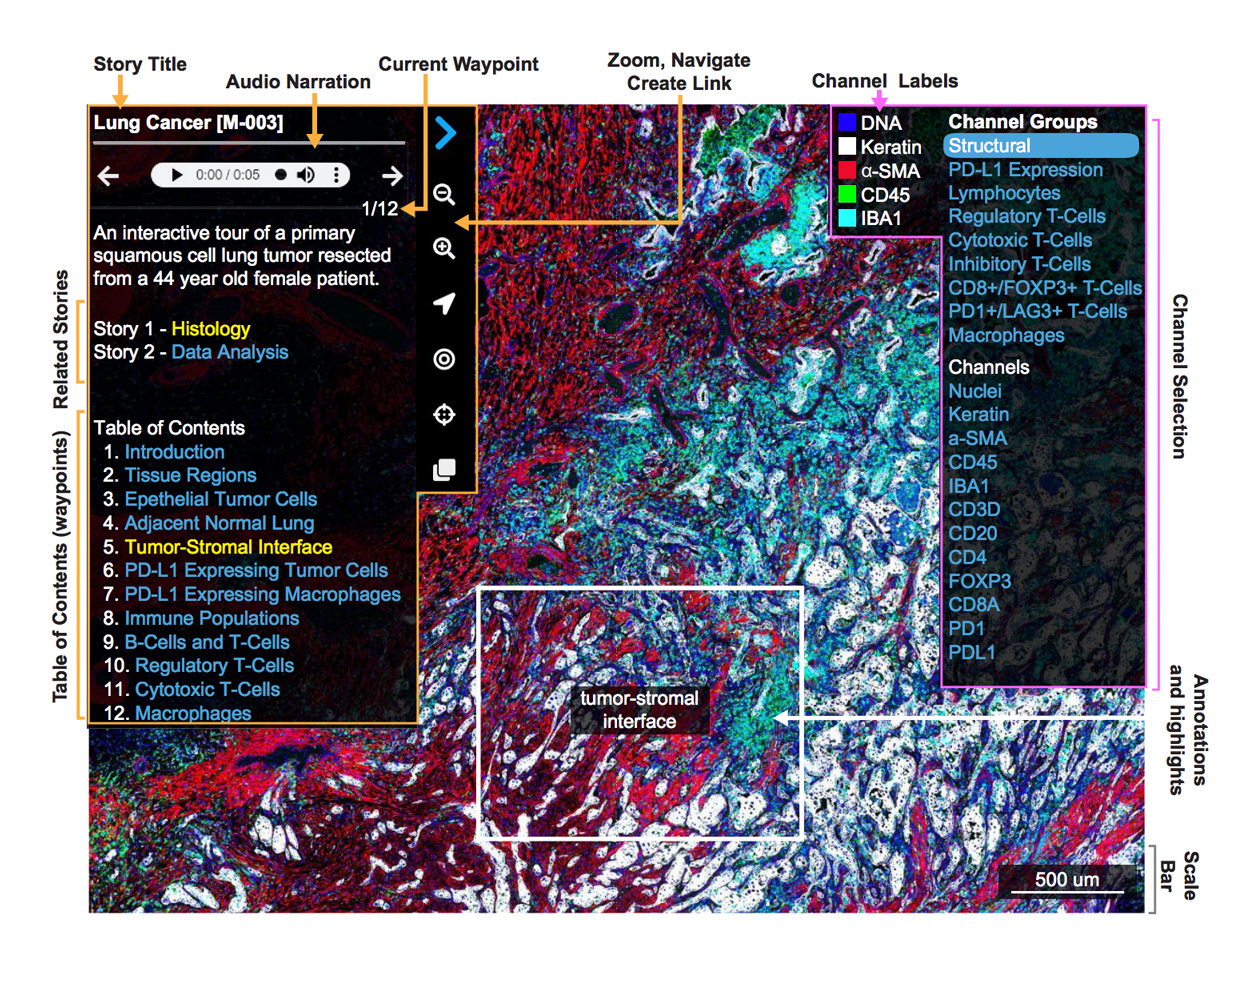 Story Title
Audio Narration
Current Waypoint
Zoom, Navigate
Create Link
Channel Labels
Lung Cancer [M-003]
0:00 / 0:05
1/12
An interactive tour of a primary
squamous cell lung tumor resected
from a 44 year old female patient.
Story 1 - Histology
Story 2 - Data Analysis
Table of Contents
1. Introduction
2. Tissue Regions
3. Epethelial Tumor Cells
4. Adjacent Normal Lung
5. Tumor-Stromal Interface
6. PD-L1 Expressing Tumor Cells
7. PD-L1 Expressing Macrophages
8. Immune Populations
9. B-Cells and T-Cells
10. Regulatory T-Cells
11. Cytotoxic T-Cells
12. Macrophages
Related Stories
Table of Contents (waypoints)
DNA
Keratin
α-SMA
CD45
IBA1
Channel Groups
Structural
PD-L1 Expression
Lymphocytes
Regulatory T-Cells
Cytotoxic T-Cells
Inhibitory T-Cells
CD8+/FOXP3+ T-Cells
PD1+/LAG3+ T-Cells
Macrophages
Channels
Nuclei
Keratin
a-SMA
CD45
IBA1
CD3D
CD20
CD4
FOXP3
CD8A
PD1
PDL1
Channel Selection
tumor-stromal
interface
Annotations
and highlights
500 um
Scale
Bar